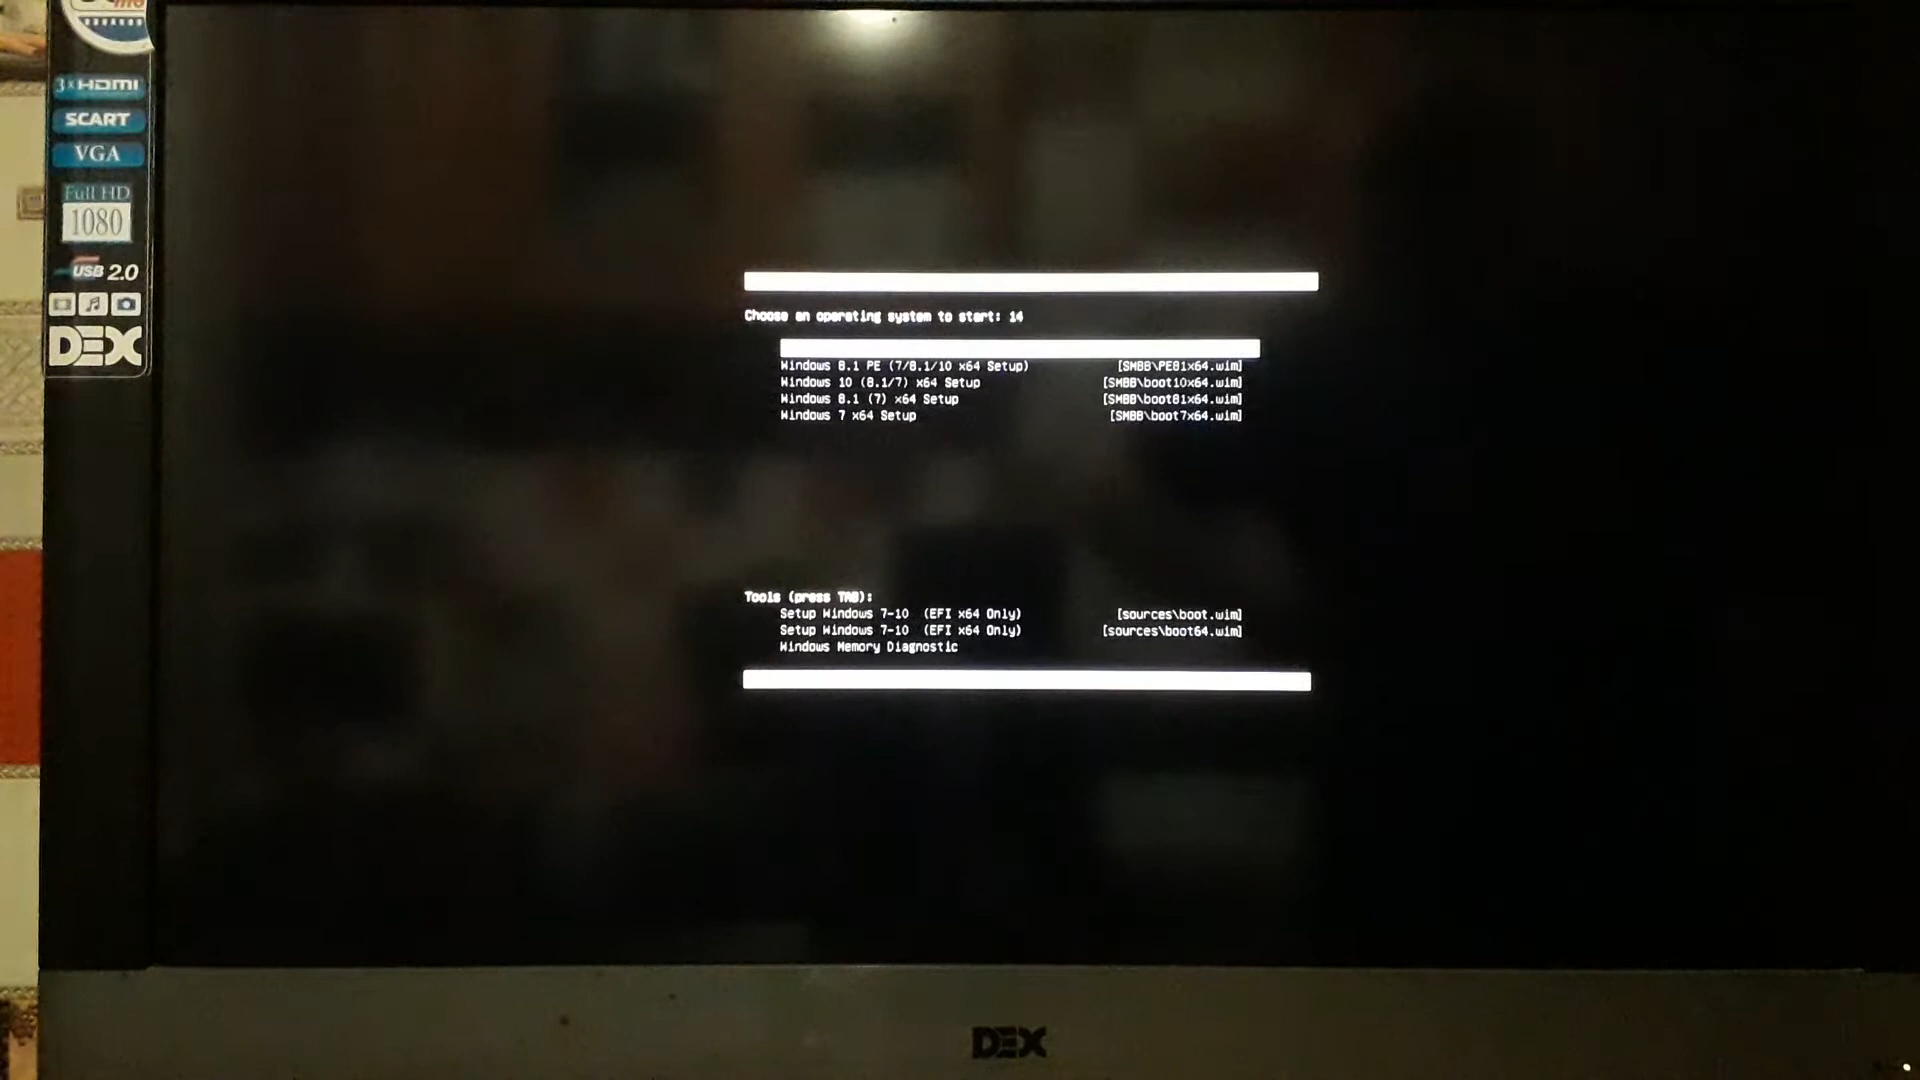 3xHDMI
SCART
VGA
Full HD
1080
USB 2.0
DEX
Choose an operating system to start: 14
Windows 8.1 PE (7/8.1/10 x64 Setup) [SMBB\PE81x64.wim]
Windows 10 (8.1/7) x64 Setup [SMBB\boot10x64.wim]
Windows 8.1 (7) x64 Setup [SMBB\boot81x64.wim]
Windows 7 x64 Setup [SMBB\boot7x64.wim]
Tools (press TAB):
Setup Windows 7-10 (EFI x64 Only) [sources\boot.wim]
Setup Windows 7-10 (EFI x64 Only) [sources\boot64.wim]
Windows Memory Diagnostic
DEX